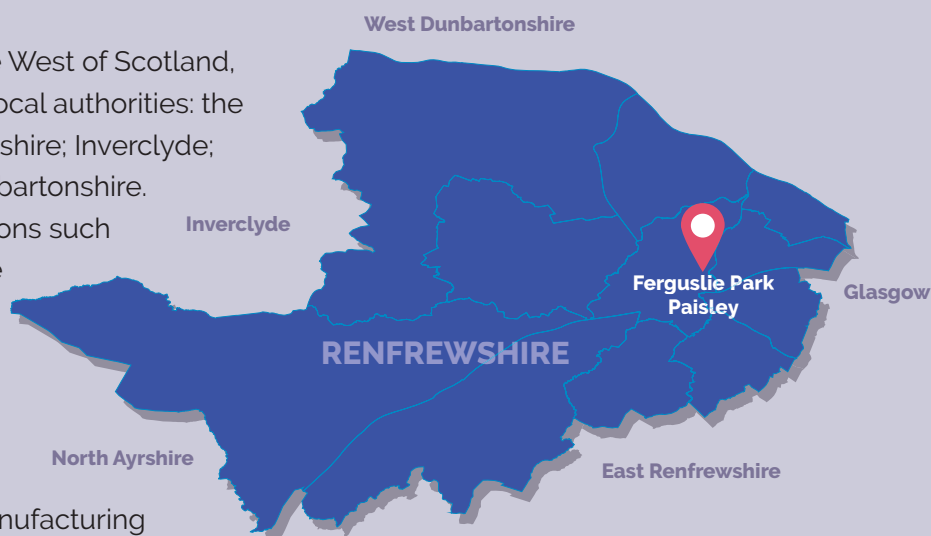 West Dunbartonshire
West of Scotland,
local authorities: the
shire; Inverclyde;
bartonshire.
ons such
Inverclyde
Ferguslie Park
Paisley
Glasgow
RENFREWSHIRE
North Ayrshire
East Renfrewshire
nufacturing